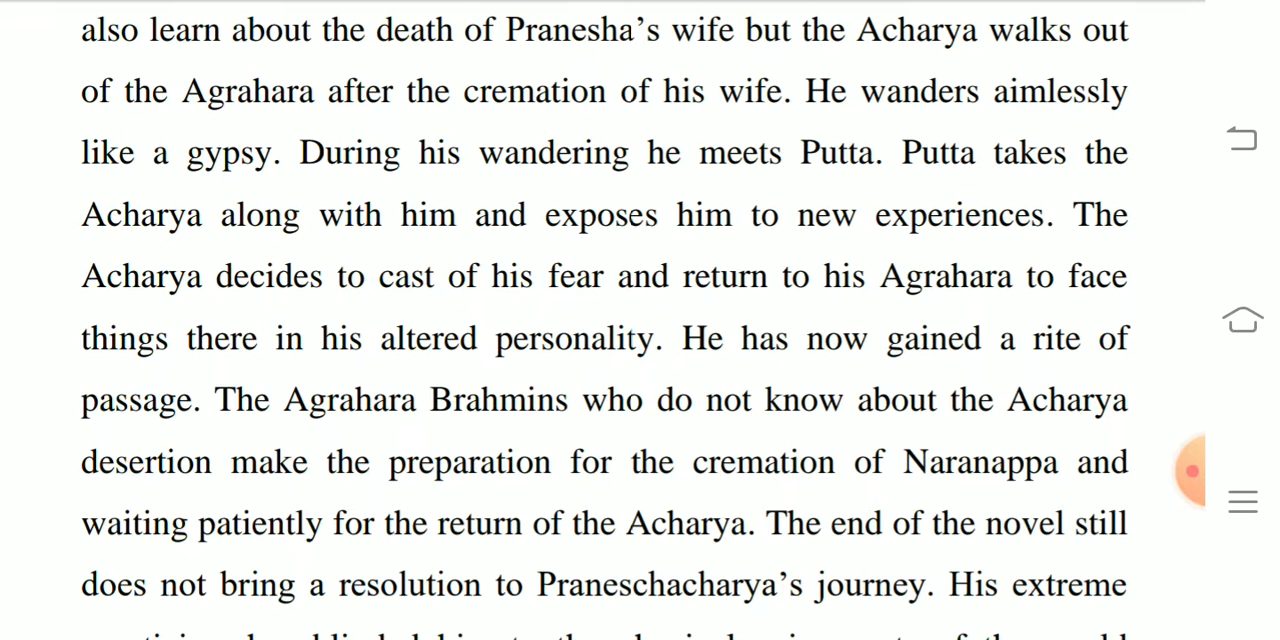 also learn about the death of Pranesha's wife but the Acharya walks out
of the Agrahara after the cremation of his wife. He wanders aimlessly
like a gypsy. During his wandering he meets Putta. Putta takes the
Acharya along with him and exposes him to new experiences. The
Acharya decides to cast of his fear and return to his Agrahara to face
things there in his altered personality. He has now gained a rite of
passage. The Agrahara Brahmins who do not know about the Acharya
desertion make the preparation for the cremation of Naranappa and
waiting patiently for the return of the Acharya. The end of the novel still
does not bring a resolution to Praneschacharya's journey. His extreme